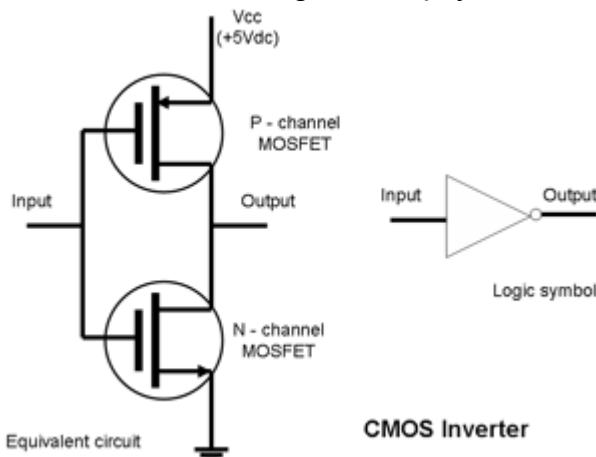 Vcc
(+5Vdc)
P - channel
MOSFET
Input
Output
N - channel
MOSFET
Equivalent circuit
Input
Output
Logic symbol
CMOS Inverter